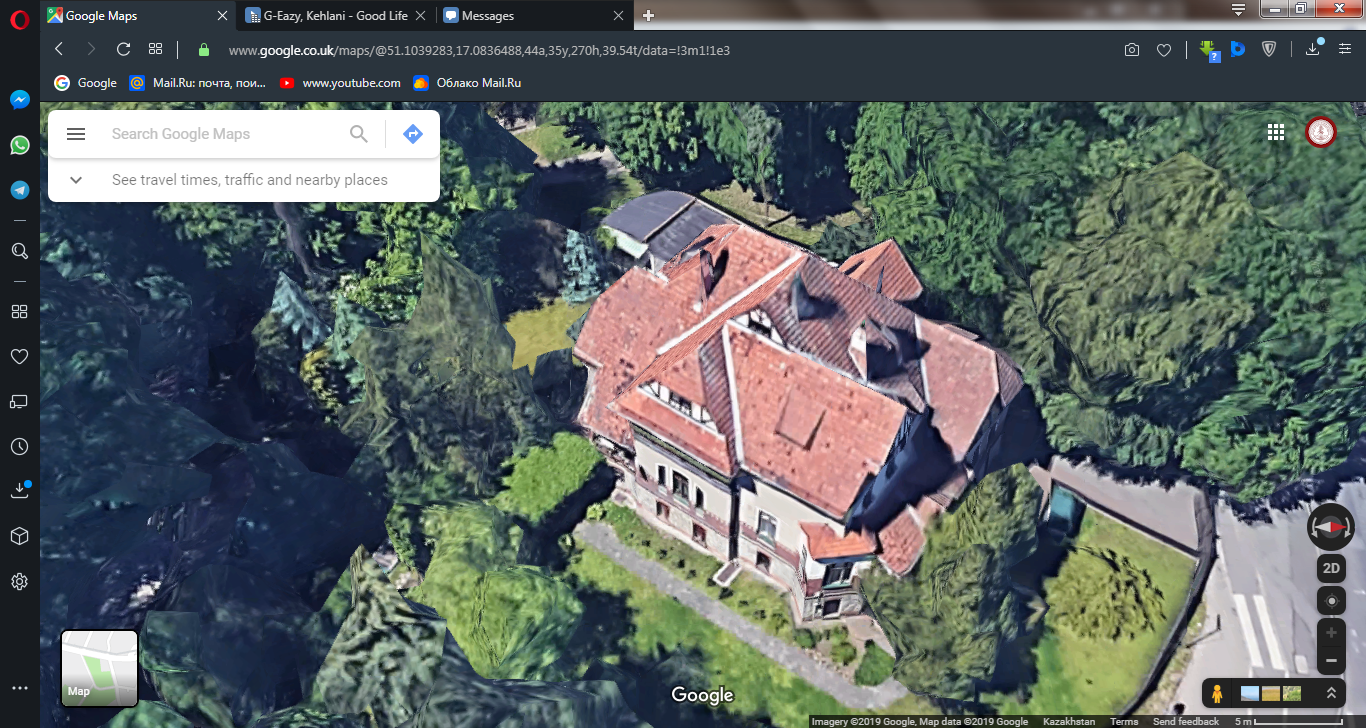 Google Maps
G-Eazy, Kehlani - Good Life
Messages
www.google.co.uk/maps/@51.1039283,17.0836488,44a,35y,270h,39.54t/data=!3m1!1e3
Google
Mail.Ru: почта, пои...
www.youtube.com
Облако Mail.Ru
Search Google Maps
See travel times, traffic and nearby places
2D
Map
Google
Imagery ©2019 Google, Map data ©2019 Google Kazakhstan Terms Send feedback 5 m